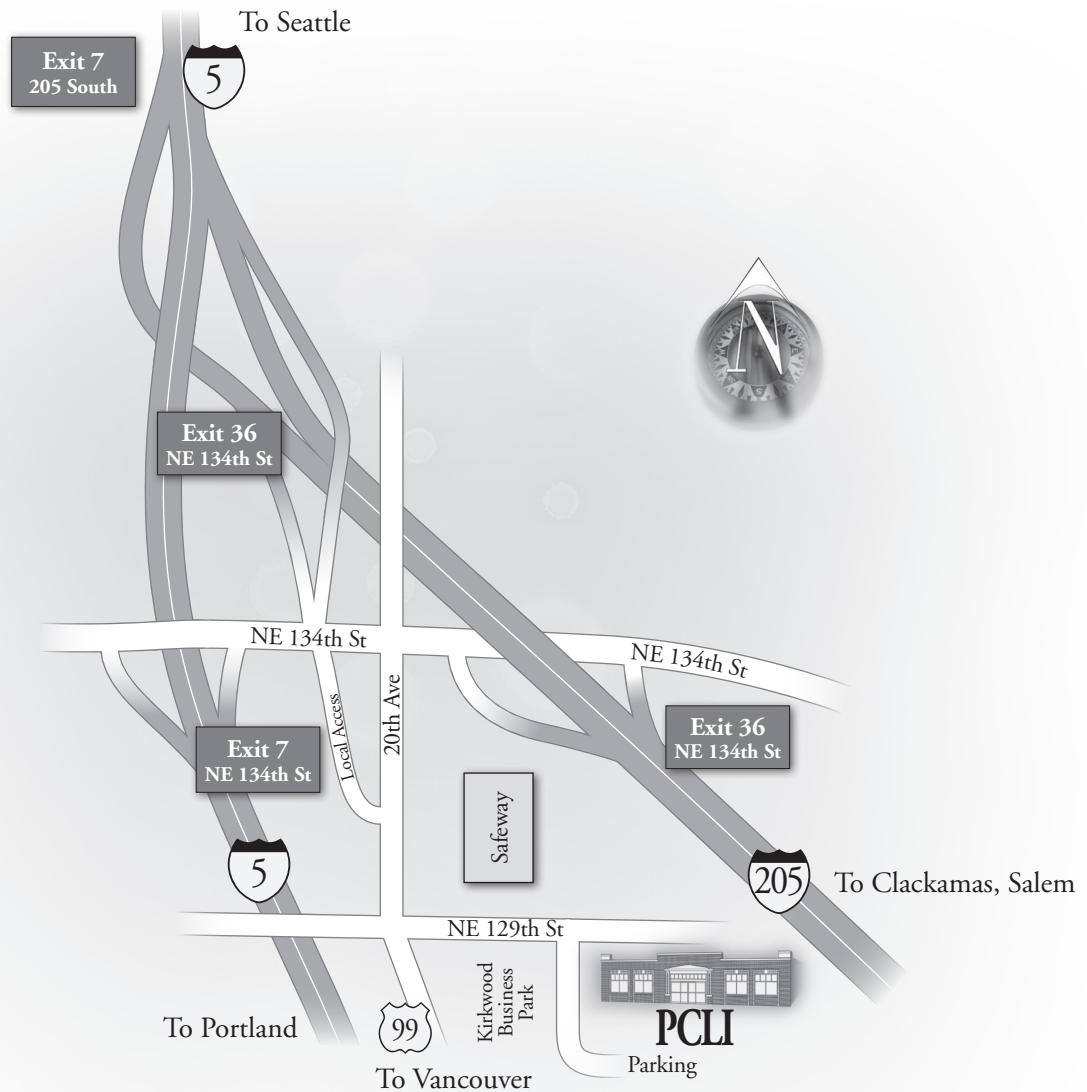 To Seattle
Exit 7
205 South
5
N
Exit 36
NE 134th St
NE 134th St
NE 134th St
Local Access
20th Ave
Exit 36
NE 134th St
Exit 7
NE 134th St
Safeway
5
205
To Clackamas, Salem
NE 129th St
Kirkwood
Business
Park
PCLI
To Portland
99
Parking
To Vancouver